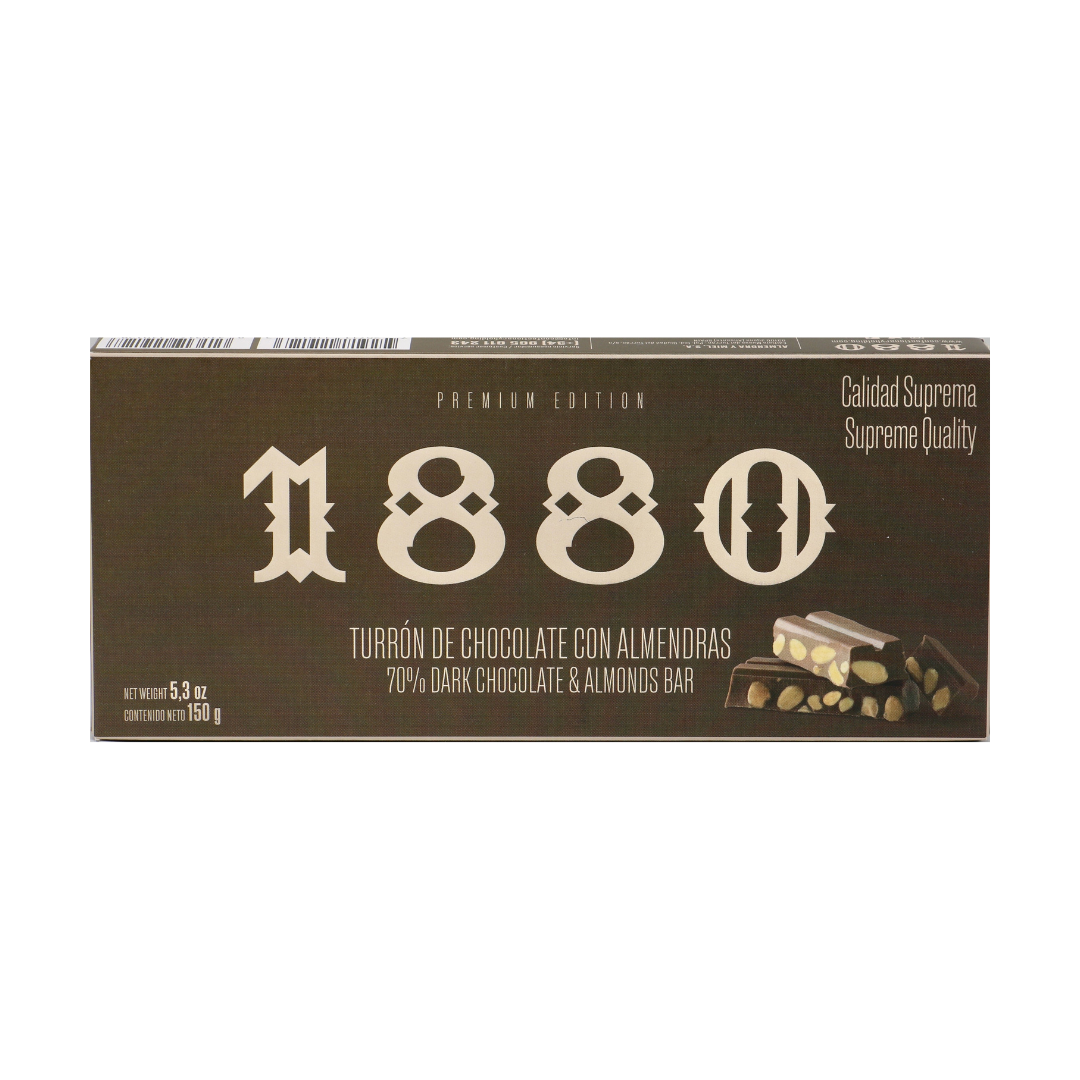 PREMIUM EDITION
Calidad Suprema
Supreme Quality
1880
TURRÓN DE CHOCOLATE CON ALMENDRAS
70% DARK CHOCOLATE & ALMONDS BAR
NET WEIGHT 5,3 oz
CONTENIDO NETO 150 g